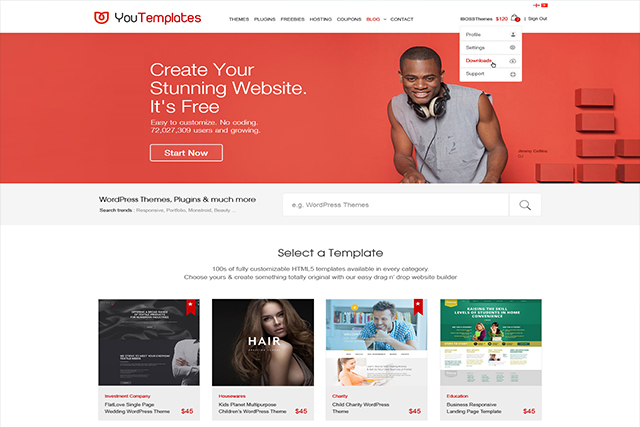 YouTemplates
THEMES PLUGINS FREEBIES HOSTING COUPONS BLOG CONTACT
BIGSSThemes $120 | Sign Out
Profile
Settings
Downloads
Support
Create Your
Stunning Website.
It's Free
Easy to customize. No coding.
72,027,309 users and growing.
Start Now
Jimmy Collins
DJ
WordPress Themes, Plugins & much more
Search trends : Responsive, Portfolio, Monstroid, Beauty ...
e.g. WordPress Themes
Select a Template
100s of fully customizable HTML5 templates available in every category.
Choose yours & create something totally original with our easy drag n' drop website builder
HAIR
RAISING THE SKILL
LEVELS OF STUDENTS IN HOME
CONVENIENCE
Investment Company
FlatLove Single Page
Wedding WordPress Theme $45
Housewares
Kids Planet Multipurpose
Children's WordPress Theme $45
Charity
Child Charity WordPress
Theme $45
Education
Business Responsive
Landing Page Template $45